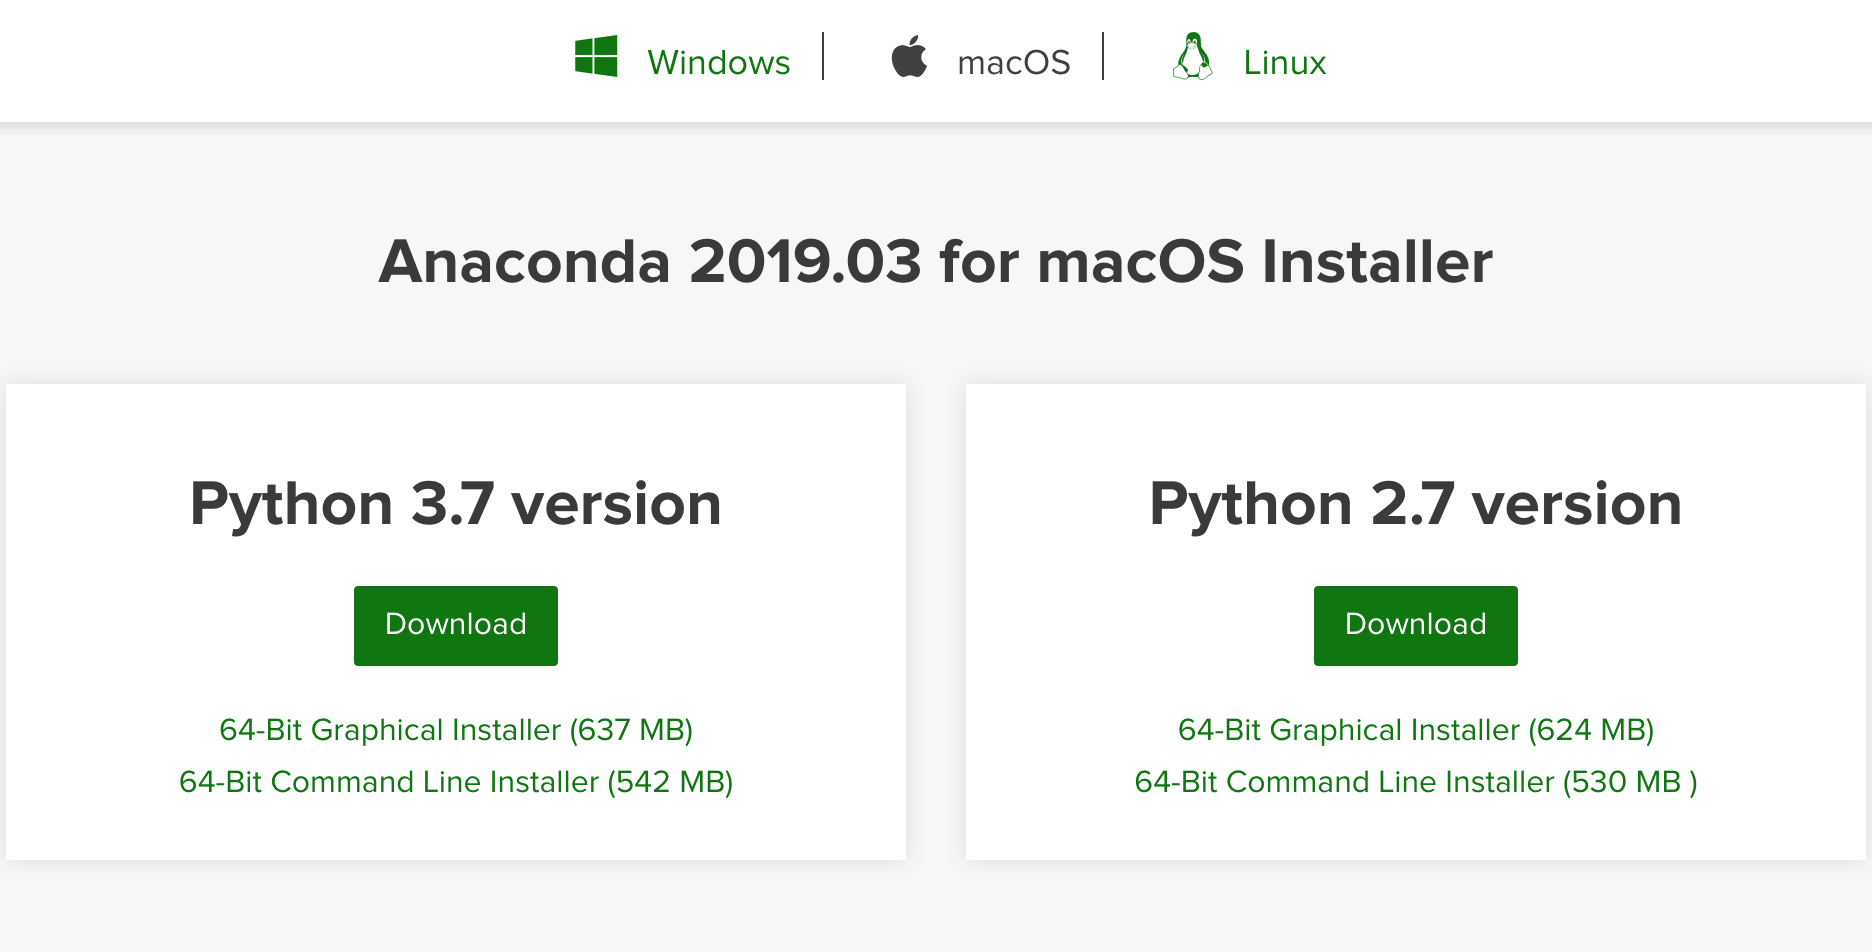 Windows
macOS
Linux
Anaconda 2019.03 for macOS Installer
Python 3.7 version
Download
64-Bit Graphical Installer (637 MB)
64-Bit Command Line Installer (542 MB)
Python 2.7 version
Download
64-Bit Graphical Installer (624 MB)
64-Bit Command Line Installer (530 MB )